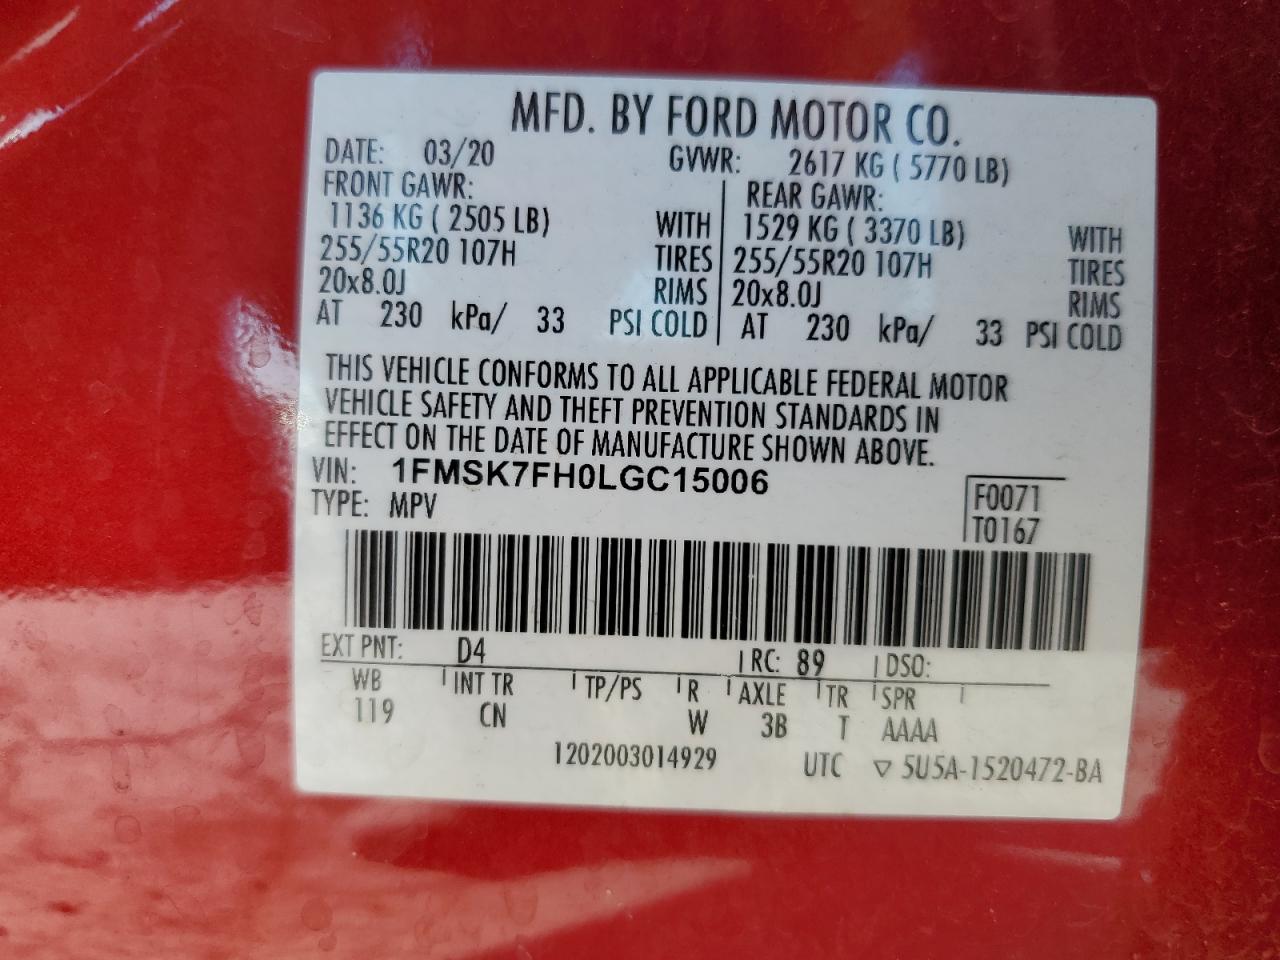 MFD. BY FORD MOTOR CO.
DATE: 03/20 GVWR: 2617 KG ( 5770 LB)
FRONT GAWR: REAR GAWR:
1136 KG ( 2505 LB) WITH 1529 KG ( 3370 LB) WITH
255/55R20 107H TIRES 255/55R20 107H TIRES
20x8.0J RIMS 20x8.0J RIMS
AT 230 kPa/ 33 PSI COLD AT 230 kPa/ 33 PSI COLD
THIS VEHICLE CONFORMS TO ALL APPLICABLE FEDERAL MOTOR
VEHICLE SAFETY AND THEFT PREVENTION STANDARDS IN
EFFECT ON THE DATE OF MANUFACTURE SHOWN ABOVE.
VIN: 1FMSK7FH0LGC15006
TYPE: MPV
F0071
T0167
EXT PNT: D4 RC: 89 DSO:
WB INT TR TP/PS R AXLE TR SPR
119 CN W 3B T AAAA
1202003014929 UTC ▽ 5U5A-1520472-BA